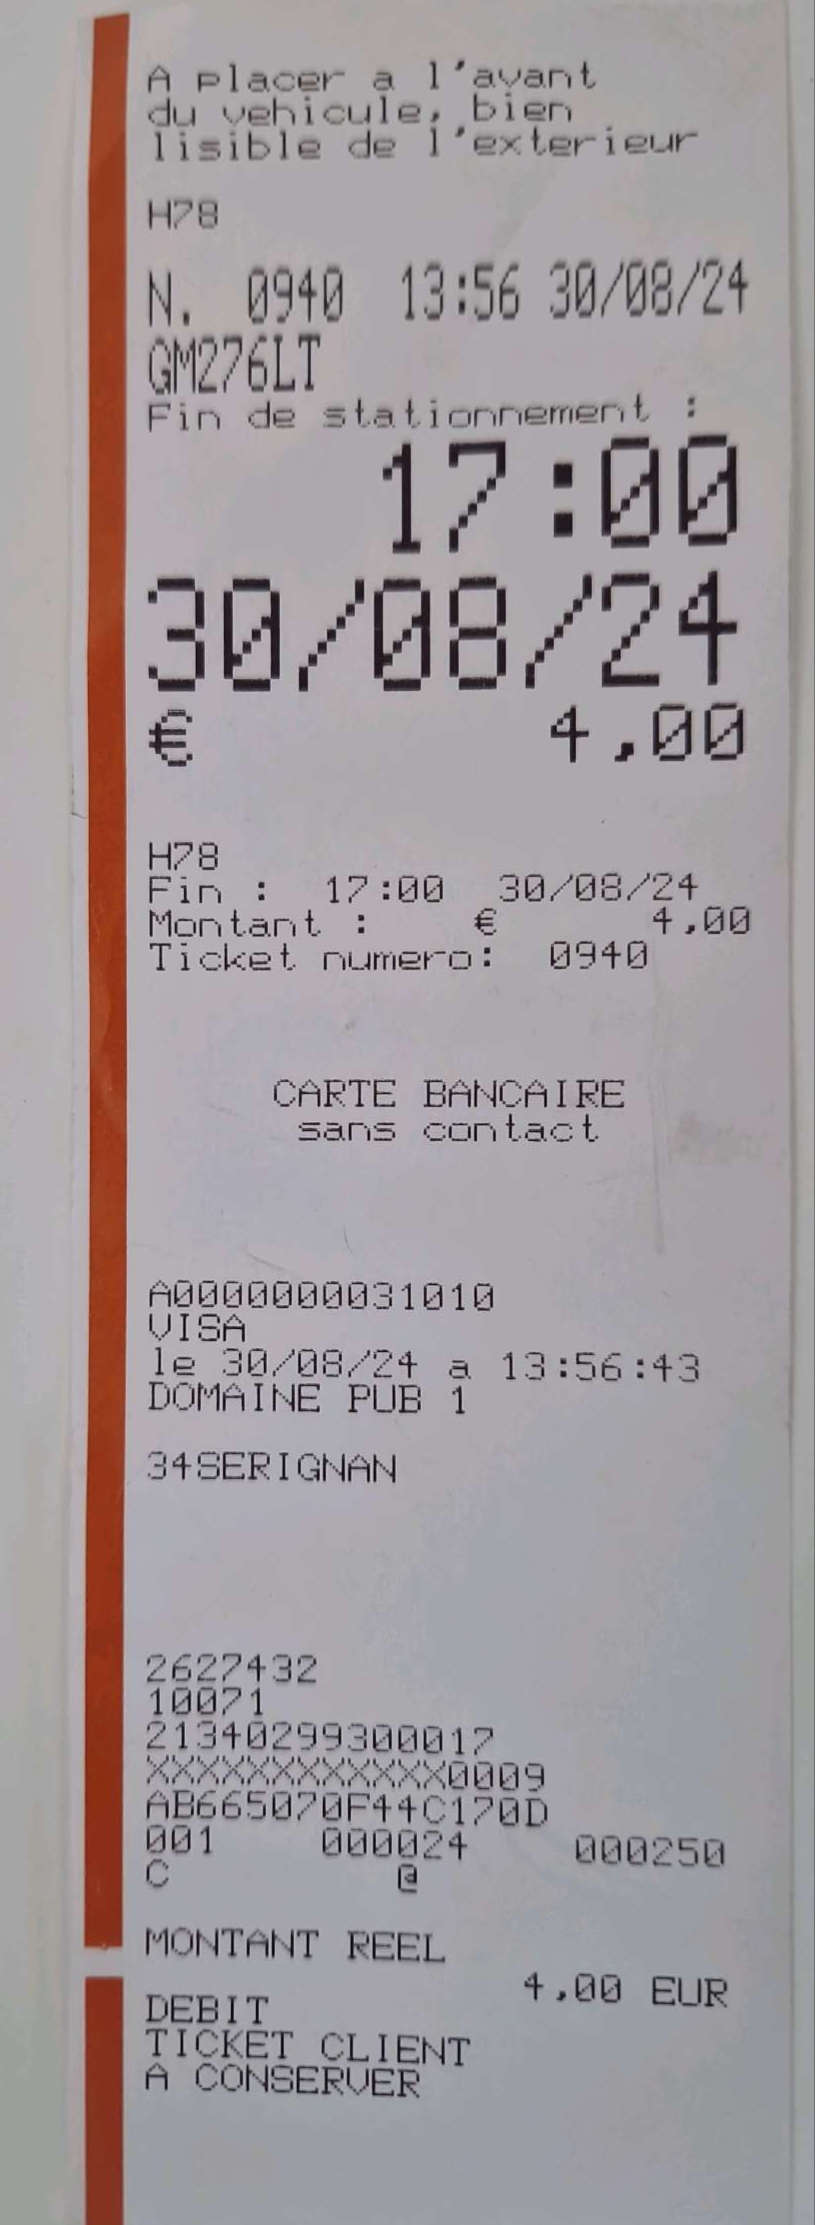 A placer a l'avant
du vehicule, bien
lisible de l'exterieur
H78
N. 0940 13:56 30/08/24
GM276LT
Fin de stationnement :
17:00
30/08/24
€ 4,00
H78
Fin : 17:00 30/08/24
Montant : € 4,00
Ticket numero: 0940
CARTE BANCAIRE
sans contact
A0000000031010
VISA
le 30/08/24 a 13:56:43
DOMAINE PUB 1
34SERIGNAN
2627432
10071
21340299300017
XXXXXXXXXXXX0009
AB665070F44C170D
001 000024 000250
C @
MONTANT REEL
4,00 EUR
DEBIT
TICKET CLIENT
A CONSERVER